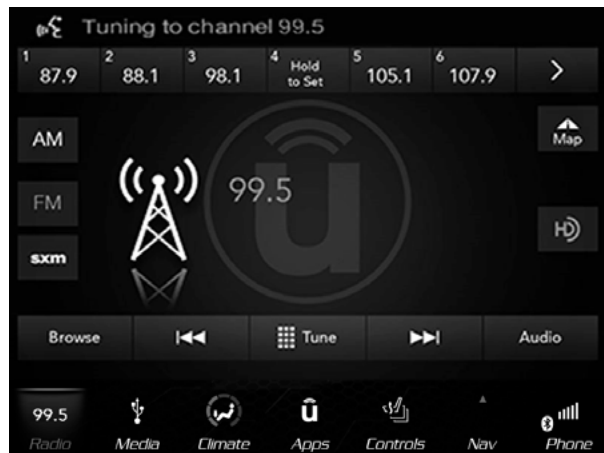 Tuning to channel 99.5
1 87.9 2 88.1 3 98.1 4 Hold to Set 5 105.1 6 107.9 >
AM
Map
FM
99.5
HD
sxm
Browse Tune Audio
99.5
Radio Media Climate Apps Controls Nav Phone